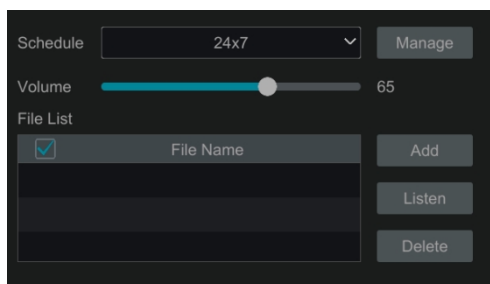 Schedule 24x7 Manage
Volume 65
File List
File Name Add
Listen
Delete